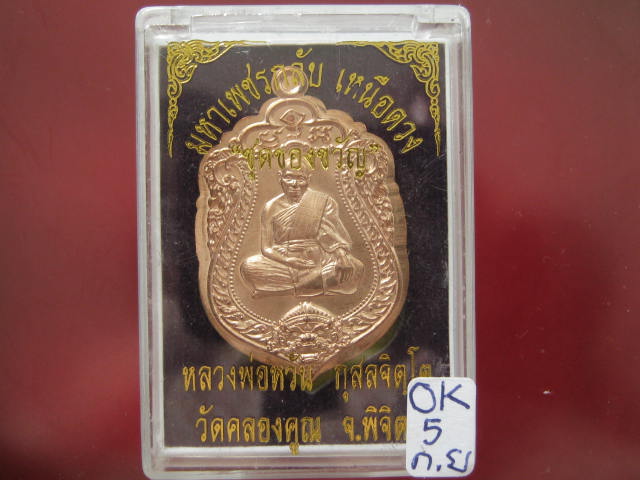 มหาเพชรกลับ เหนือดวง
"ชุดของขวัญ"
หลวงพ่อหวั่น กุสลจิตฺโต
วัดคลองคูณ จ.พิจิต
OK
5
ก.ย